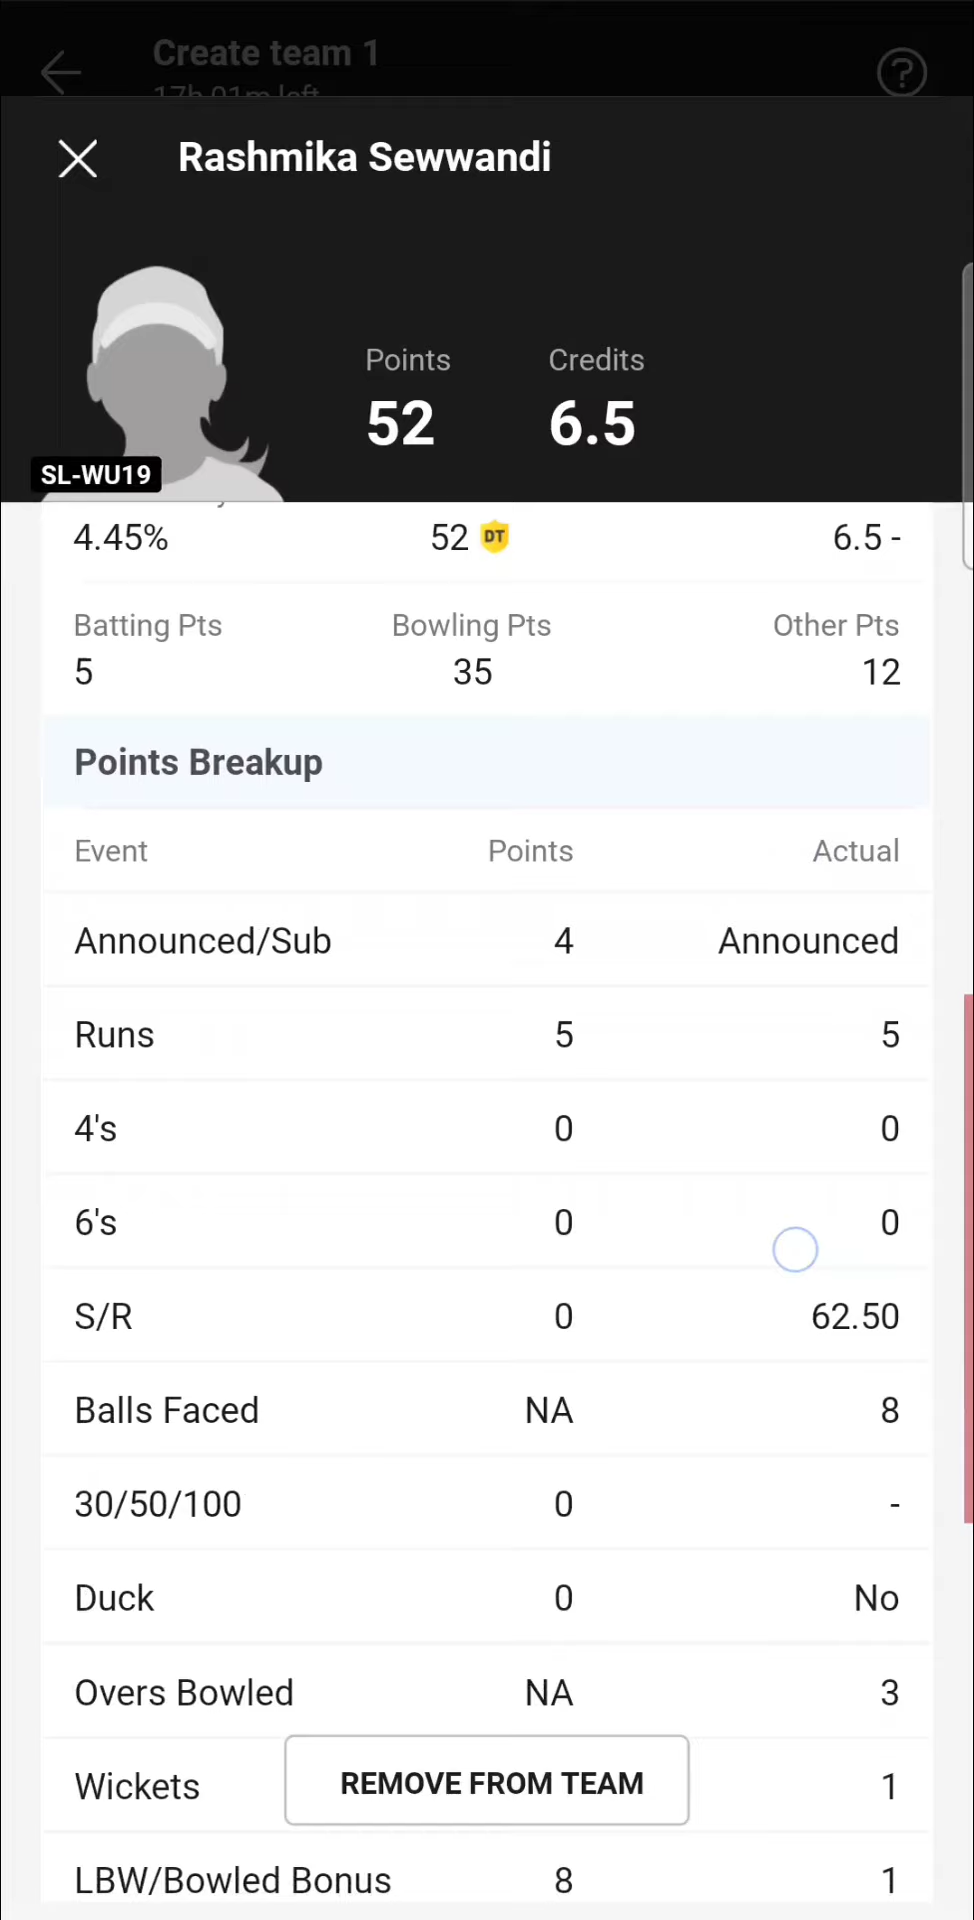 Create team 1
17h 01m left
Rashmika Sewwandi
Points
Credits
52
6.5
SL-WU19
4.45%
52 DT
6.5 -
Batting Pts
Bowling Pts
Other Pts
5
35
12
Points Breakup
Event
Points
Actual
Announced/Sub
4
Announced
Runs
5
5
4's
0
0
6's
0
0
S/R
0
62.50
Balls Faced
NA
8
30/50/100
0
-
Duck
0
No
Overs Bowled
NA
3
Wickets
REMOVE FROM TEAM
1
LBW/Bowled Bonus
8
1